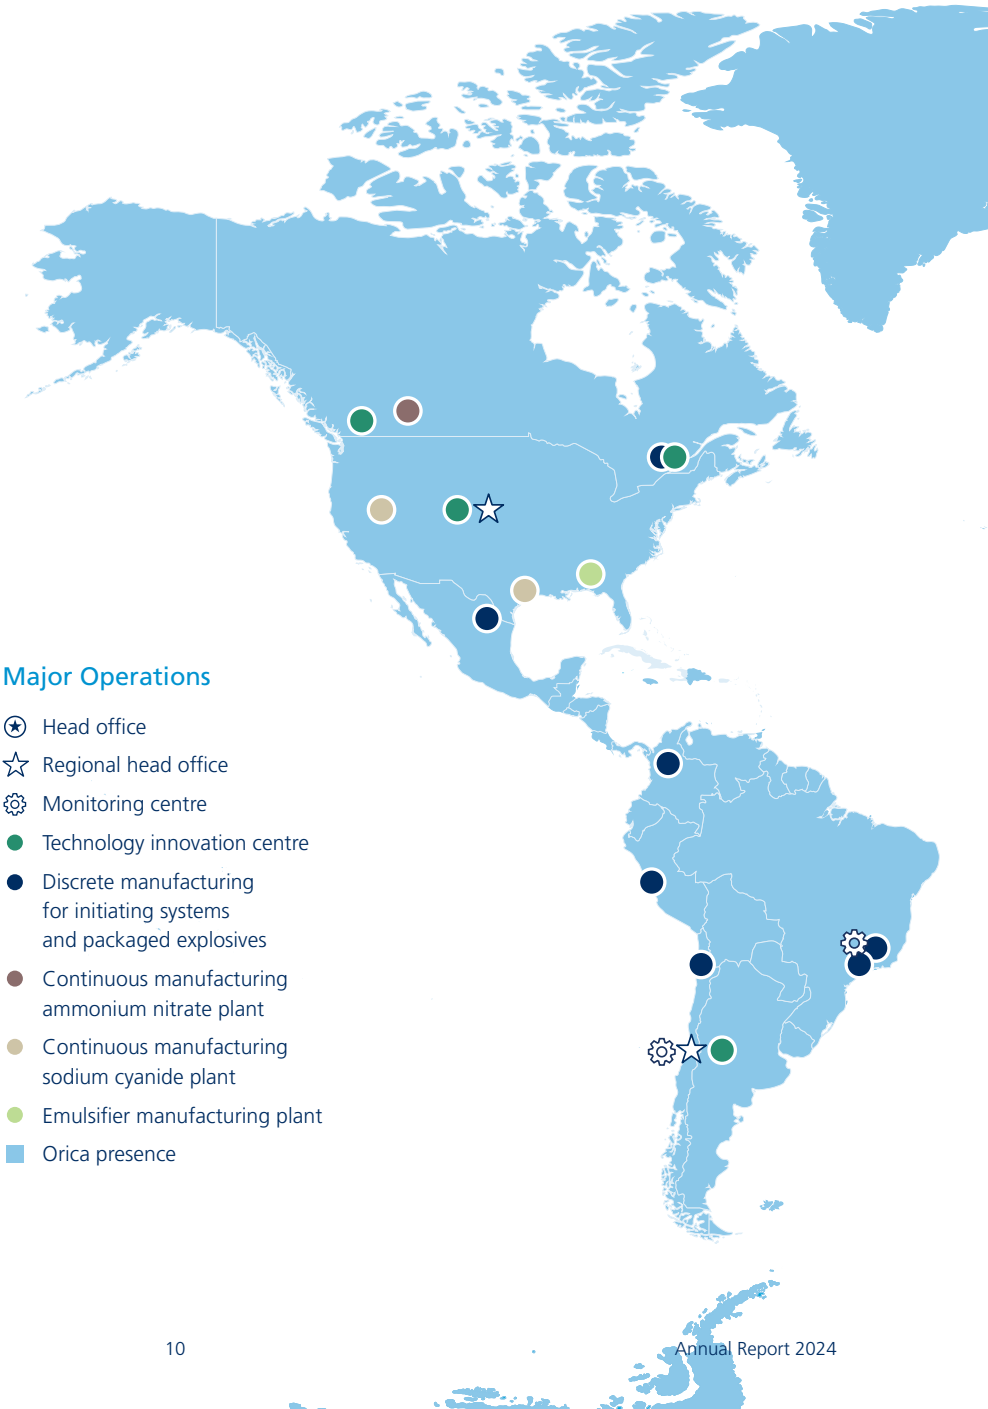 Major Operations
Head office
Regional head office
Monitoring centre
Technology innovation centre
Discrete manufacturing
for initiating systems
and packaged explosives
Continuous manufacturing
ammonium nitrate plant
Continuous manufacturing
sodium cyanide plant
Emulsifier manufacturing plant
Orica presence
10
Annual Report 2024